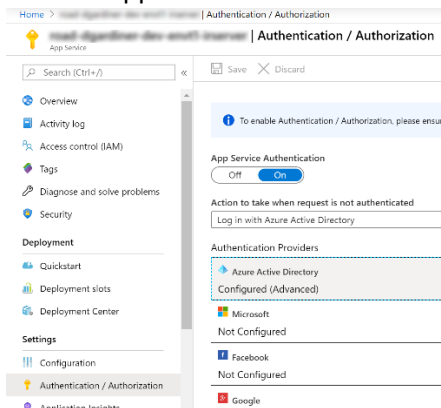 Home >
| Authentication / Authorization
| Authentication / Authorization
App Service
Search (Ctrl+/)
«
Save
Discard
Overview
Activity log
Access control (IAM)
Tags
Diagnose and solve problems
Security
Deployment
Quickstart
Deployment slots
Deployment Center
Settings
Configuration
Authentication / Authorization
Application Insights
To enable Authentication / Authorization, please ensu
App Service Authentication
Off On
Action to take when request is not authenticated
Log in with Azure Active Directory
Authentication Providers
Azure Active Directory
Configured (Advanced)
Microsoft
Not Configured
Facebook
Not Configured
Google